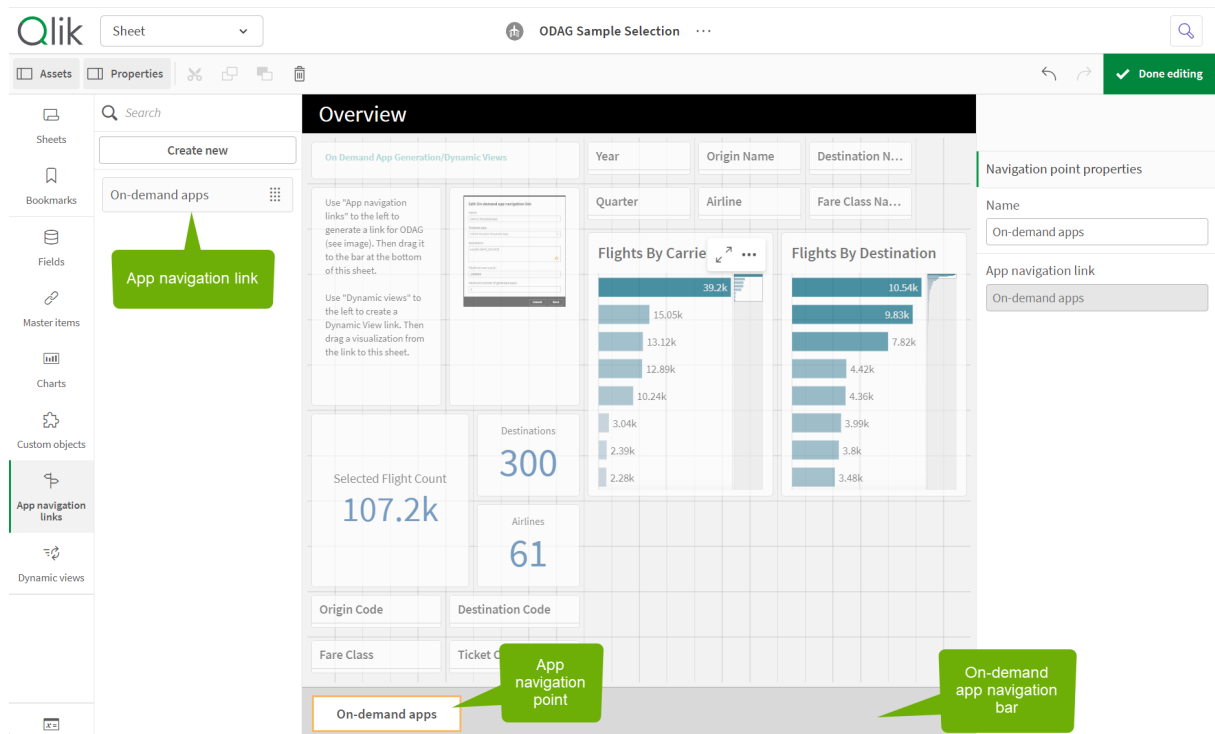 Qlik
Sheet
ODAG Sample Selection ...
Assets
Properties
Done editing
Sheets
Bookmarks
Fields
Master items
Charts
Custom objects
App navigation
links
Dynamic views
Search
Create new
On-demand apps
App navigation link
Overview
On Demand App Generation/Dynamic Views
Year
Origin Name
Destination N...
Quarter
Airline
Fare Class Na...
Use "App navigation
links" to the left to
generate a link for ODAG
(see image). Then drag it
to the bar at the bottom
of this sheet.
Use "Dynamic views" to
the left to create a
Dynamic View link. Then
drag a visualization from
the link to this sheet.
Edit On-demand app navigation link
Flights By Carrie
39.2k
15.05k
13.12k
12.89k
10.24k
3.04k
2.39k
2.28k
Flights By Destination
10.54k
9.83k
7.82k
4.42k
4.36k
3.99k
3.8k
3.48k
Selected Flight Count
107.2k
Destinations
300
Airlines
61
Origin Code
Destination Code
Fare Class
Ticket C
App
navigation
point
On-demand
app navigation
bar
On-demand apps
Navigation point properties
Name
On-demand apps
App navigation link
On-demand apps
x =